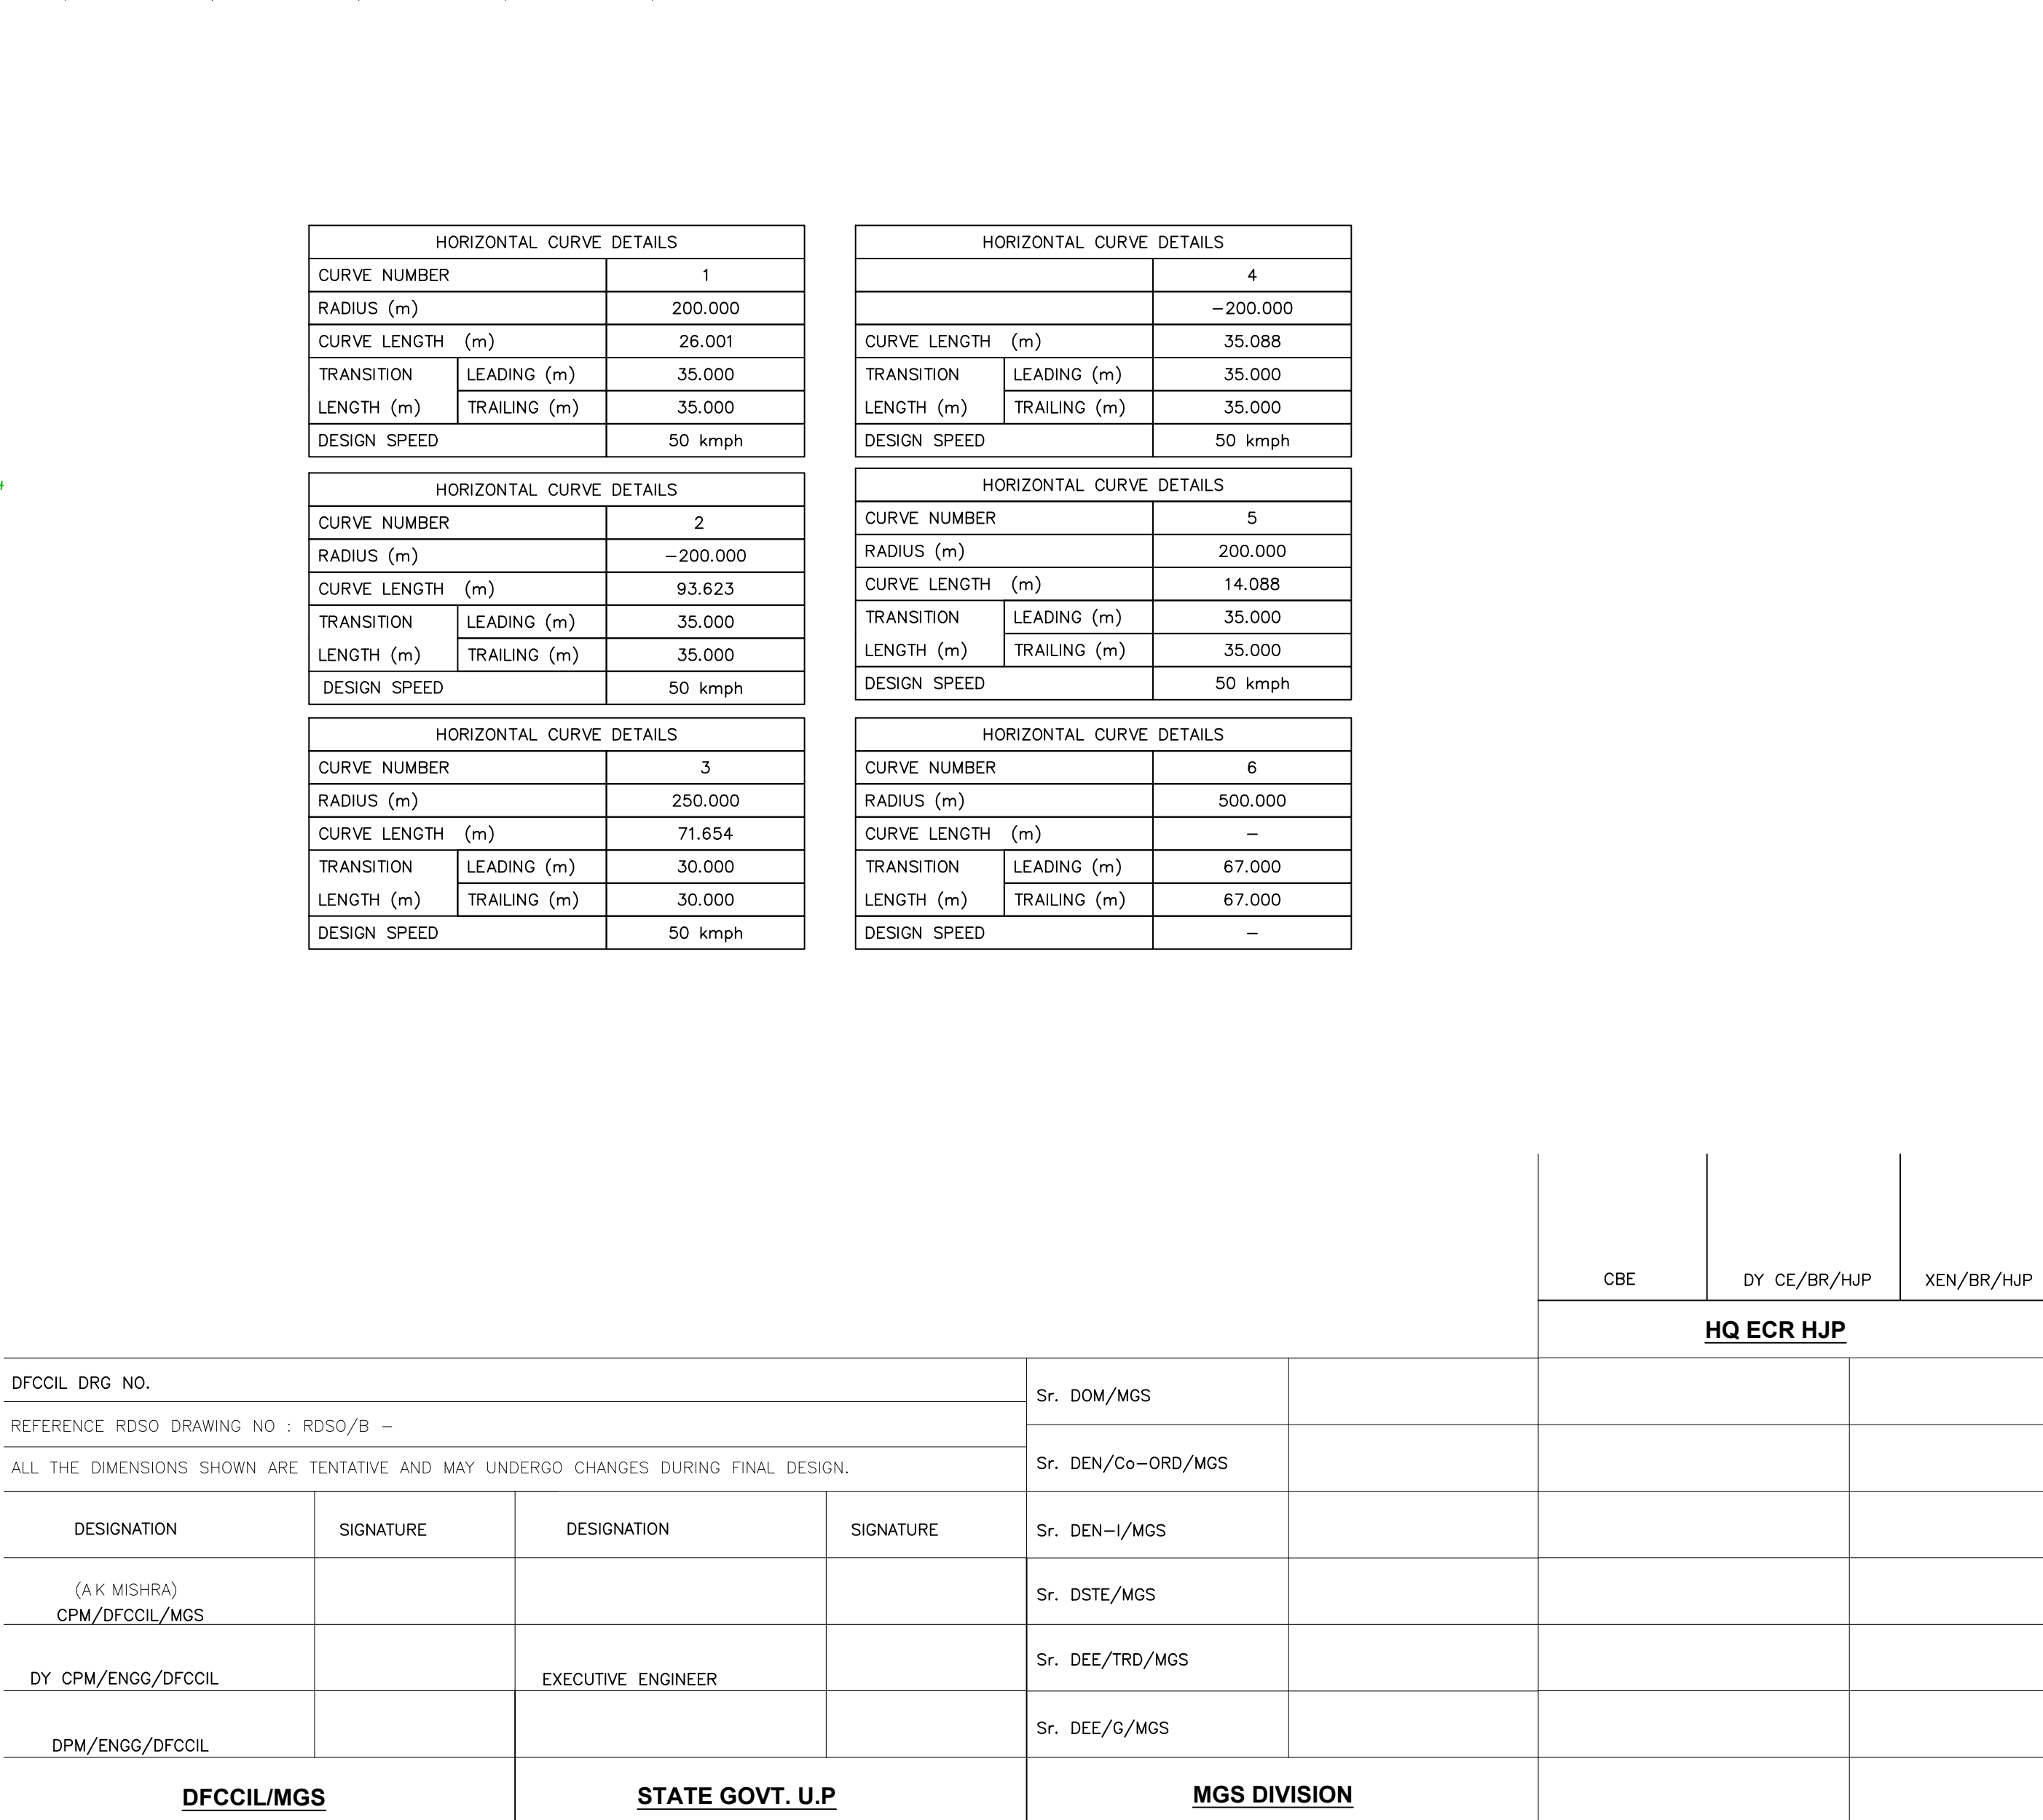 HORIZONTAL CURVE DETAILS
CURVE NUMBER 1
RADIUS (m) 200.000
CURVE LENGTH (m) 26.001
TRANSITION LEADING (m) 35.000
LENGTH (m) TRAILING (m) 35.000
DESIGN SPEED 50 kmph
HORIZONTAL CURVE DETAILS
CURVE NUMBER 2
RADIUS (m) -200.000
CURVE LENGTH (m) 93.623
TRANSITION LEADING (m) 35.000
LENGTH (m) TRAILING (m) 35.000
DESIGN SPEED 50 kmph
HORIZONTAL CURVE DETAILS
CURVE NUMBER 3
RADIUS (m) 250.000
CURVE LENGTH (m) 71.654
TRANSITION LEADING (m) 30.000
LENGTH (m) TRAILING (m) 30.000
DESIGN SPEED 50 kmph
HORIZONTAL CURVE DETAILS
4
-200.000
CURVE LENGTH (m) 35.088
TRANSITION LEADING (m) 35.000
LENGTH (m) TRAILING (m) 35.000
DESIGN SPEED 50 kmph
HORIZONTAL CURVE DETAILS
CURVE NUMBER 5
RADIUS (m) 200.000
CURVE LENGTH (m) 14.088
TRANSITION LEADING (m) 35.000
LENGTH (m) TRAILING (m) 35.000
DESIGN SPEED 50 kmph
HORIZONTAL CURVE DETAILS
CURVE NUMBER 6
RADIUS (m) 500.000
CURVE LENGTH (m) -
TRANSITION LEADING (m) 67.000
LENGTH (m) TRAILING (m) 67.000
DESIGN SPEED -
CBE DY CE/BR/HJP XEN/BR/HJP
HQ ECR HJP
DFCCIL DRG NO.
REFERENCE RDSO DRAWING NO : RDSO/B -
ALL THE DIMENSIONS SHOWN ARE TENTATIVE AND MAY UNDERGO CHANGES DURING FINAL DESIGN.
DESIGNATION SIGNATURE DESIGNATION SIGNATURE
(A K MISHRA)
CPM/DFCCIL/MGS
DY CPM/ENGG/DFCCIL EXECUTIVE ENGINEER
DPM/ENGG/DFCCIL
DFCCIL/MGS
STATE GOVT. U.P
Sr. DOM/MGS
Sr. DEN/Co-ORD/MGS
Sr. DEN-I/MGS
Sr. DSTE/MGS
Sr. DEE/TRD/MGS
Sr. DEE/G/MGS
MGS DIVISION